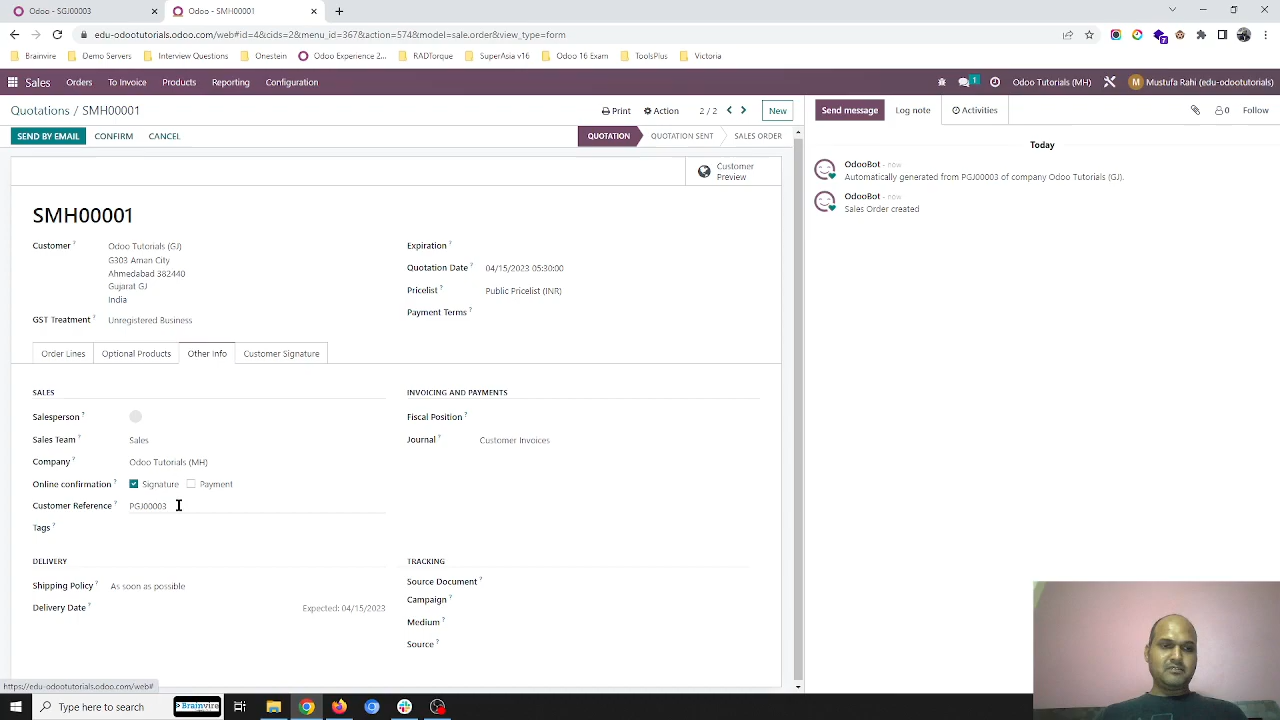 Odoo - PGJ00003
Odoo - SMH00001
edu-odootutorials.odoo.com/web#id=4&cids=2&menu_id=367&action=574&model=sale.order&view_type=form
Brainvire
Demo Servers
Interview Questions
Onestein
Odoo Experience 2...
RADTorque
SuperAsia v16
Odoo 16 Exam
ToolsPlus
Victoria
Sales
Orders
To Invoice
Products
Reporting
Configuration
1
Odoo Tutorials (MH)
M
Mustufa Rahi (edu-odootutorials)
Quotations / SMH00001
Print
Action
2 / 2
New
SEND BY EMAIL
CONFIRM
CANCEL
QUOTATION
QUOTATION SENT
SALES ORDER
Send message
Log note
Activities
0
Follow
Customer
Preview
Today
OdooBot - now
Automatically generated from PGJ00003 of company Odoo Tutorials (GJ).
OdooBot - now
Sales Order created
SMH00001
Customer ?
Odoo Tutorials (GJ)
G303 Aman City
Ahmedabad 382440
Gujarat GJ
India
GST Treatment ?
Unregistered Business
Expiration ?
Quotation Date ?
04/15/2023 05:30:00
Pricelist ?
Public Pricelist (INR)
Payment Terms ?
Order Lines
Optional Products
Other Info
Customer Signature
SALES
Salesperson ?
Sales Team ?
Sales
Company ?
Odoo Tutorials (MH)
Online confirmation ?
Signature
Payment
Customer Reference ?
PGJ00003
Tags ?
INVOICING AND PAYMENTS
Fiscal Position ?
Journal ?
Customer Invoices
DELIVERY
Shipping Policy ?
As soon as possible
Delivery Date ?
Expected: 04/15/2023
TRACKING
Source Document ?
Campaign ?
Medium ?
Source ?
https://edu-odootutorials.odoo.com/web#
Type here to search
> Brainvire